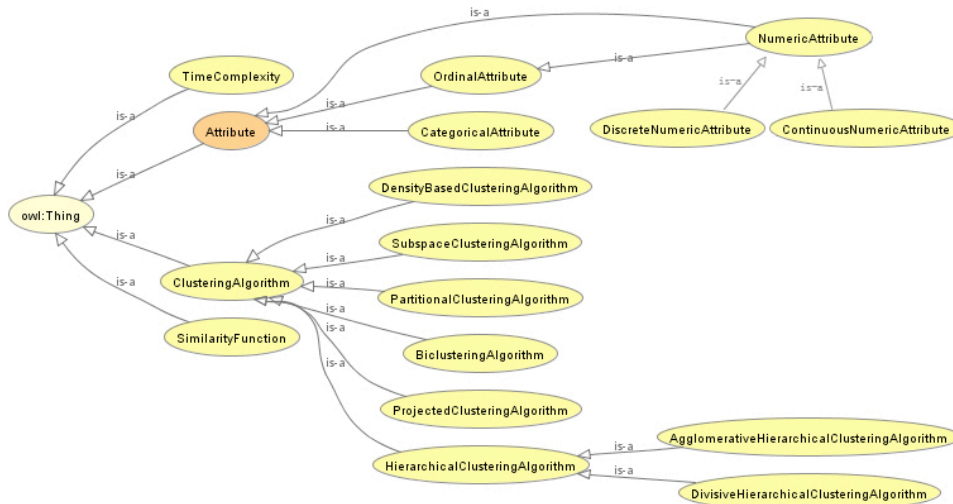 is-a
NumericAttribute
TimeComplexity
OrdinalAttribute
is-a
is-a
is-a
is-a
Attribute
is-a
CategoricalAttribute
is-a
DiscreteNumericAttribute
ContinuousNumericAttribute
is-a
is-a
DensityBasedClusteringAlgorithm
owl:Thing
is-a
is-a
SubspaceClusteringAlgorithm
is-a
ClusteringAlgorithm
is-a
PartitionalClusteringAlgorithm
is-a
is-a
SimilarityFunction
is-a
BiclusteringAlgorithm
is-a
ProjectedClusteringAlgorithm
AgglomerativeHierarchicalClusteringAlgorithm
is-a
HierarchicalClusteringAlgorithm
is-a
DivisiveHierarchicalClusteringAlgorithm